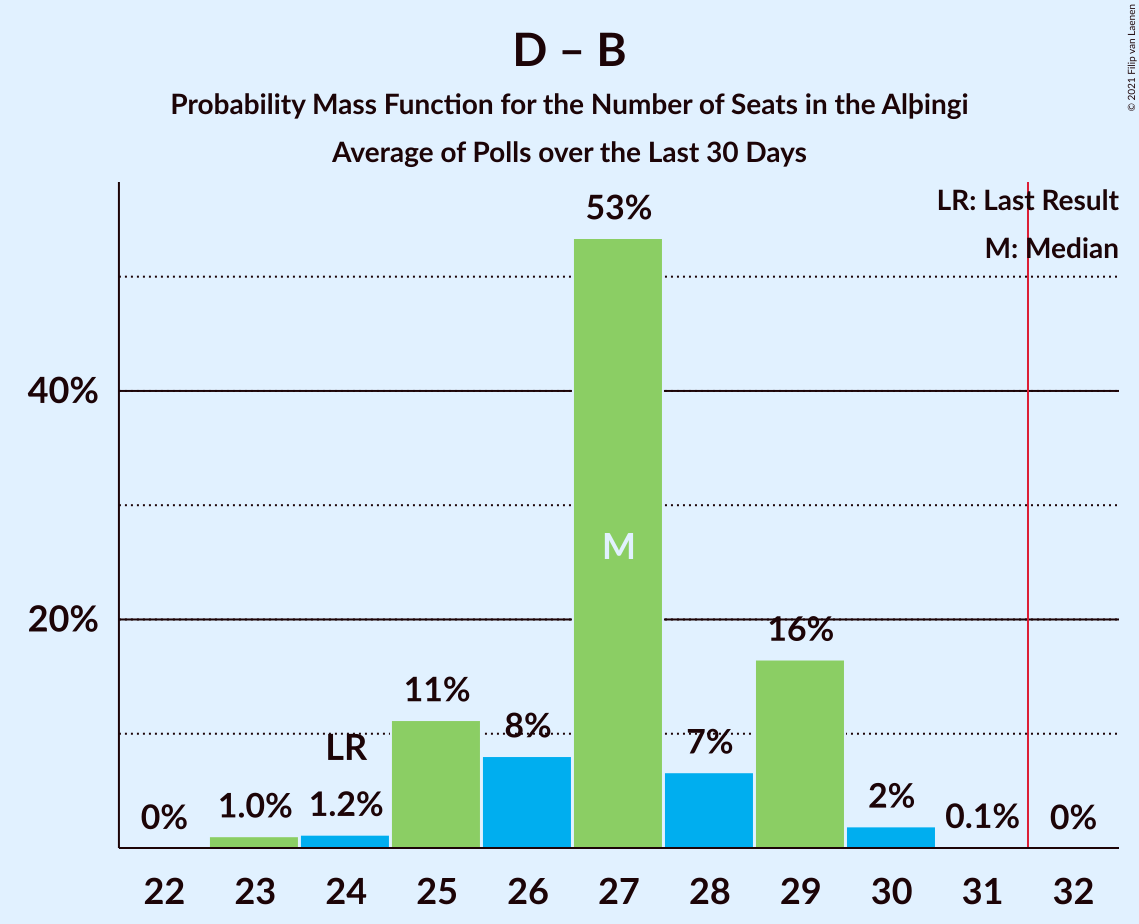 D – B
Probability Mass Function for the Number of Seats in the Alþingi
Average of Polls over the Last 30 Days
© 2021 Filip van Laenen
LR: Last Result
M: Median
53%
40%
M
20%
16%
11%
8%
7%
LR
2%
1.0%
1.2%
0%
0.1%
0%
22 23 24 25 26 27 28 29 30 31 32